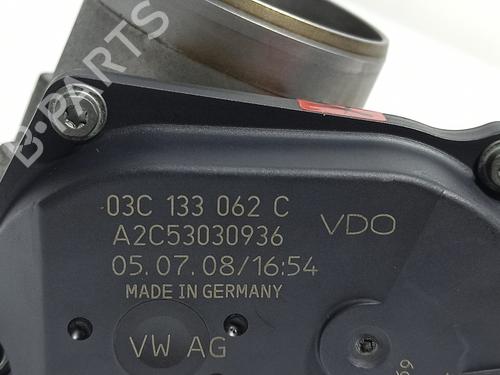 B-PARTS
03C 133 062 C
VDO
A2C53030936
05.07.08/16:54
MADE IN GERMANY
VW AG